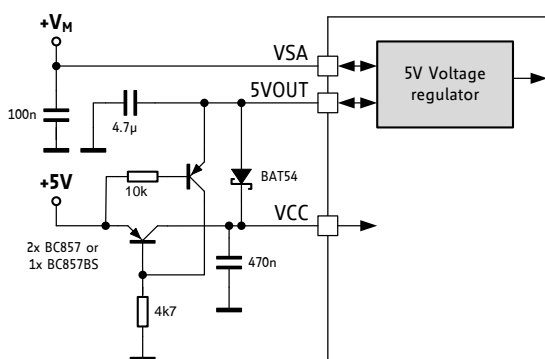 +VM
VSA
5V Voltage
regulator
5VOUT
100n
4.7µ
+5V
10k
BAT54
VCC
2x BC857 or
1x BC857BS
470n
4k7